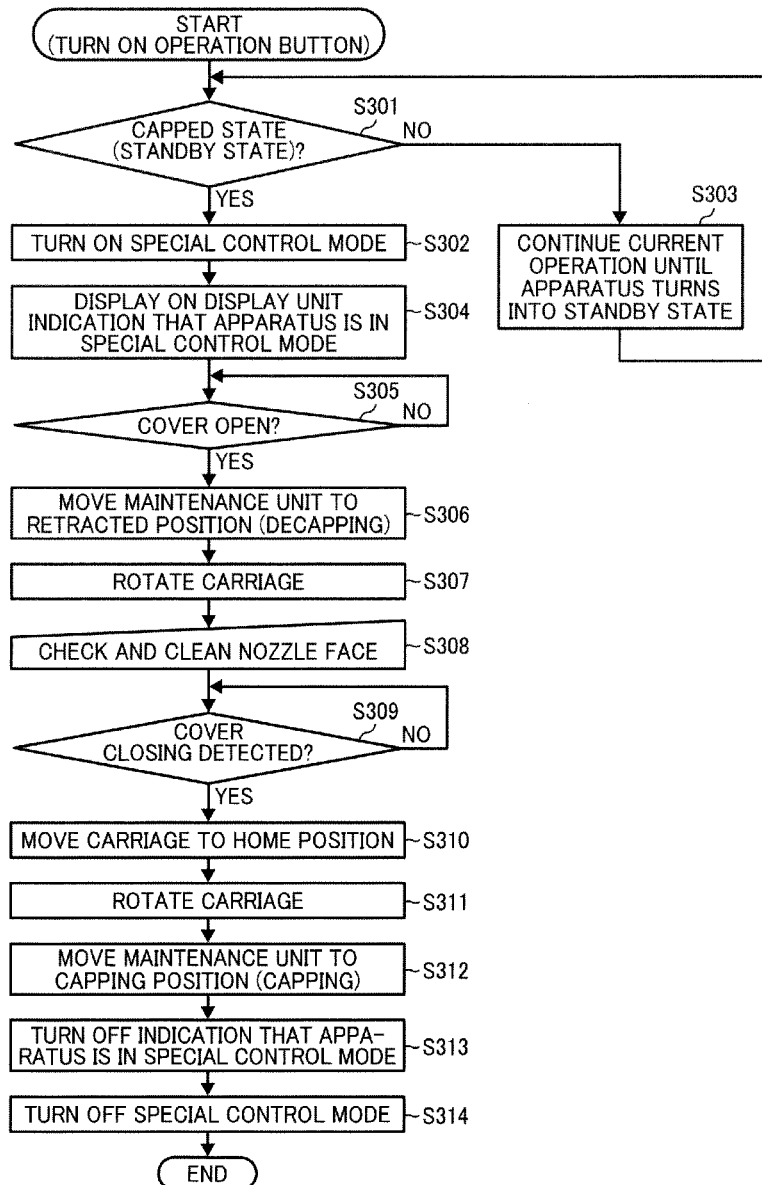 START
(TURN ON OPERATION BUTTON)
S301
CAPPED STATE
(STANDBY STATE)?
NO
YES
S303
CONTINUE CURRENT
OPERATION UNTIL
APPARATUS TURNS
INTO STANDBY STATE
TURN ON SPECIAL CONTROL MODE
S302
DISPLAY ON DISPLAY UNIT
INDICATION THAT APPARATUS IS IN
SPECIAL CONTROL MODE
S304
S305
COVER OPEN?
NO
YES
MOVE MAINTENANCE UNIT TO
RETRACTED POSITION (DECAPPING)
S306
ROTATE CARRIAGE
S307
CHECK AND CLEAN NOZZLE FACE
S308
S309
COVER
CLOSING DETECTED?
NO
YES
MOVE CARRIAGE TO HOME POSITION
S310
ROTATE CARRIAGE
S311
MOVE MAINTENANCE UNIT TO
CAPPING POSITION (CAPPING)
S312
TURN OFF INDICATION THAT APPA-
RATUS IS IN SPECIAL CONTROL MODE
S313
TURN OFF SPECIAL CONTROL MODE
S314
END